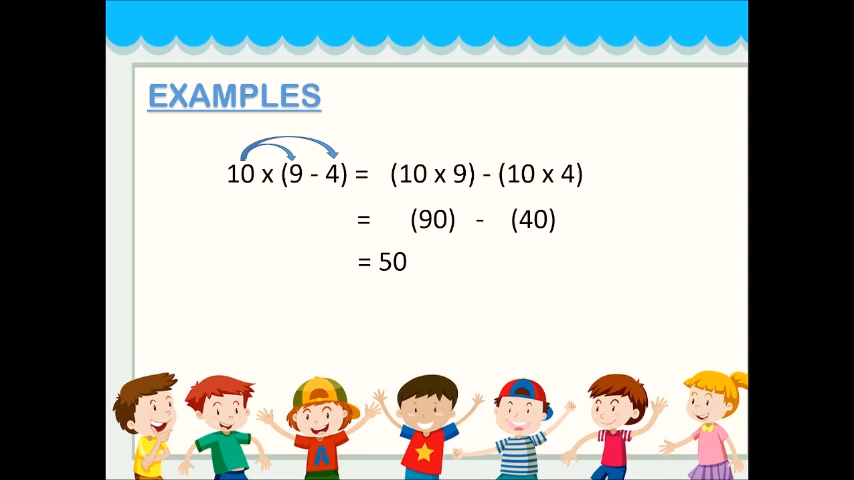 EXAMPLES
10 x (9 - 4) = (10 x 9) - (10 x 4)
= (90) - (40)
= 50
A